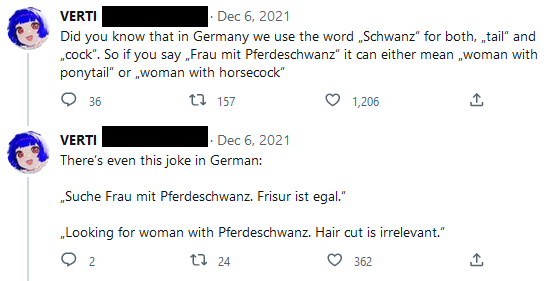 VERTI · Dec 6, 2021
Did you know that in Germany we use the word „Schwanz“ for both, „tail“ and
„cock“. So if you say „Frau mit Pferdeschwanz“ it can either mean „woman with
ponytail“ or „woman with horsecock“
36 157 1,206
VERTI · Dec 6, 2021
There's even this joke in German:
„Suche Frau mit Pferdeschwanz. Frisur ist egal.“
„Looking for woman with Pferdeschwanz. Hair cut is irrelevant.“
2 24 362